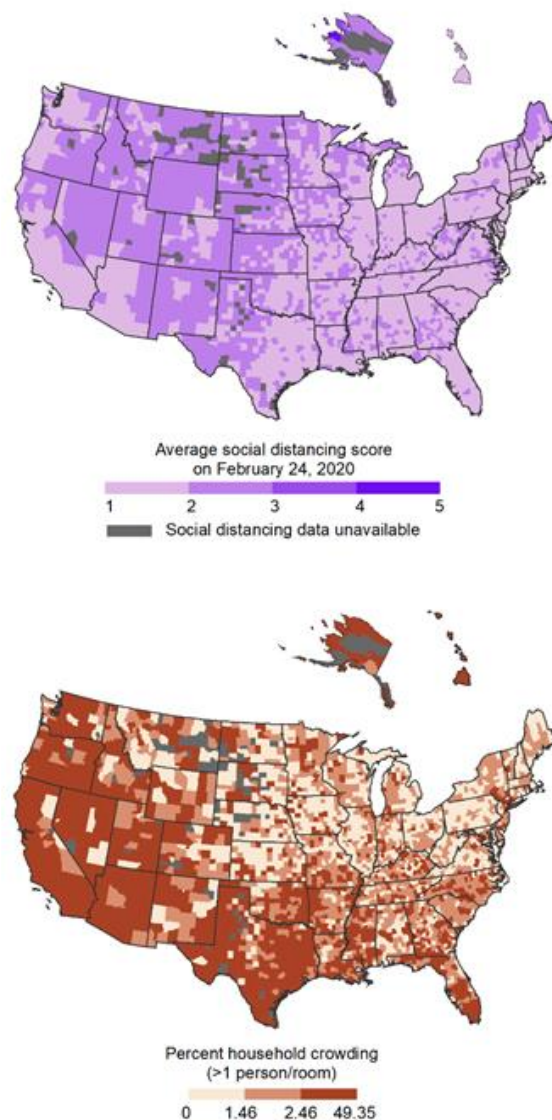 Average social distancing score
on February 24, 2020
1 2 3 4 5
Social distancing data unavailable
Percent household crowding
(>1 person/room)
0 1.46 2.46 49.35